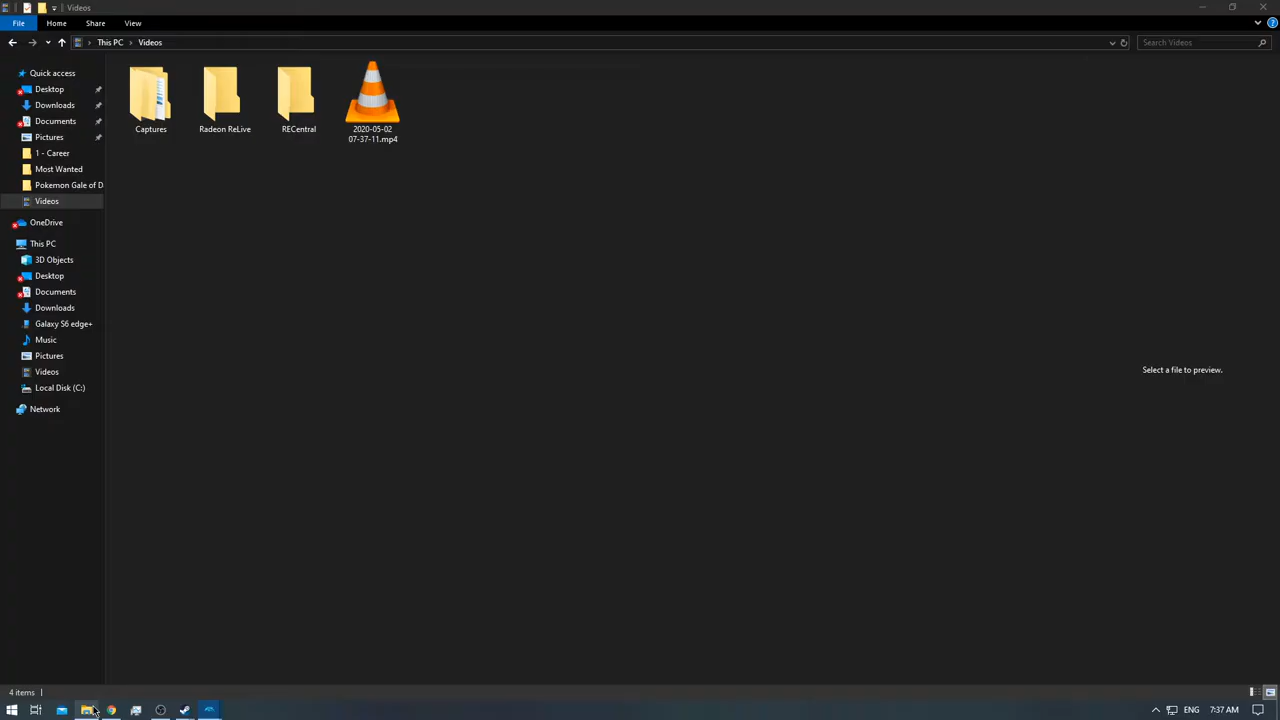 Videos
File
Home
Share
View
This PC
Videos
Search Videos
Quick access
Desktop
Downloads
Documents
Pictures
1 - Career
Most Wanted
Pokemon Gale of D
Videos
OneDrive
This PC
3D Objects
Desktop
Documents
Downloads
Galaxy S6 edge+
Music
Pictures
Videos
Local Disk (C:)
Network
Captures
Radeon ReLive
RECentral
2020-05-02
07-37-11.mp4
Select a file to preview.
4 items
ENG
7:37 AM